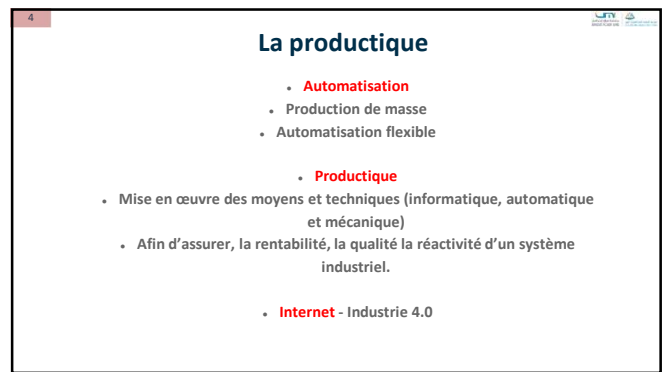 4
La productique
• Automatisation
• Production de masse
• Automatisation flexible
• Productique
• Mise en œuvre des moyens et techniques (informatique, automatique
et mécanique)
• Afin d'assurer, la rentabilité, la qualité la réactivité d'un système
industriel.
• Internet - Industrie 4.0